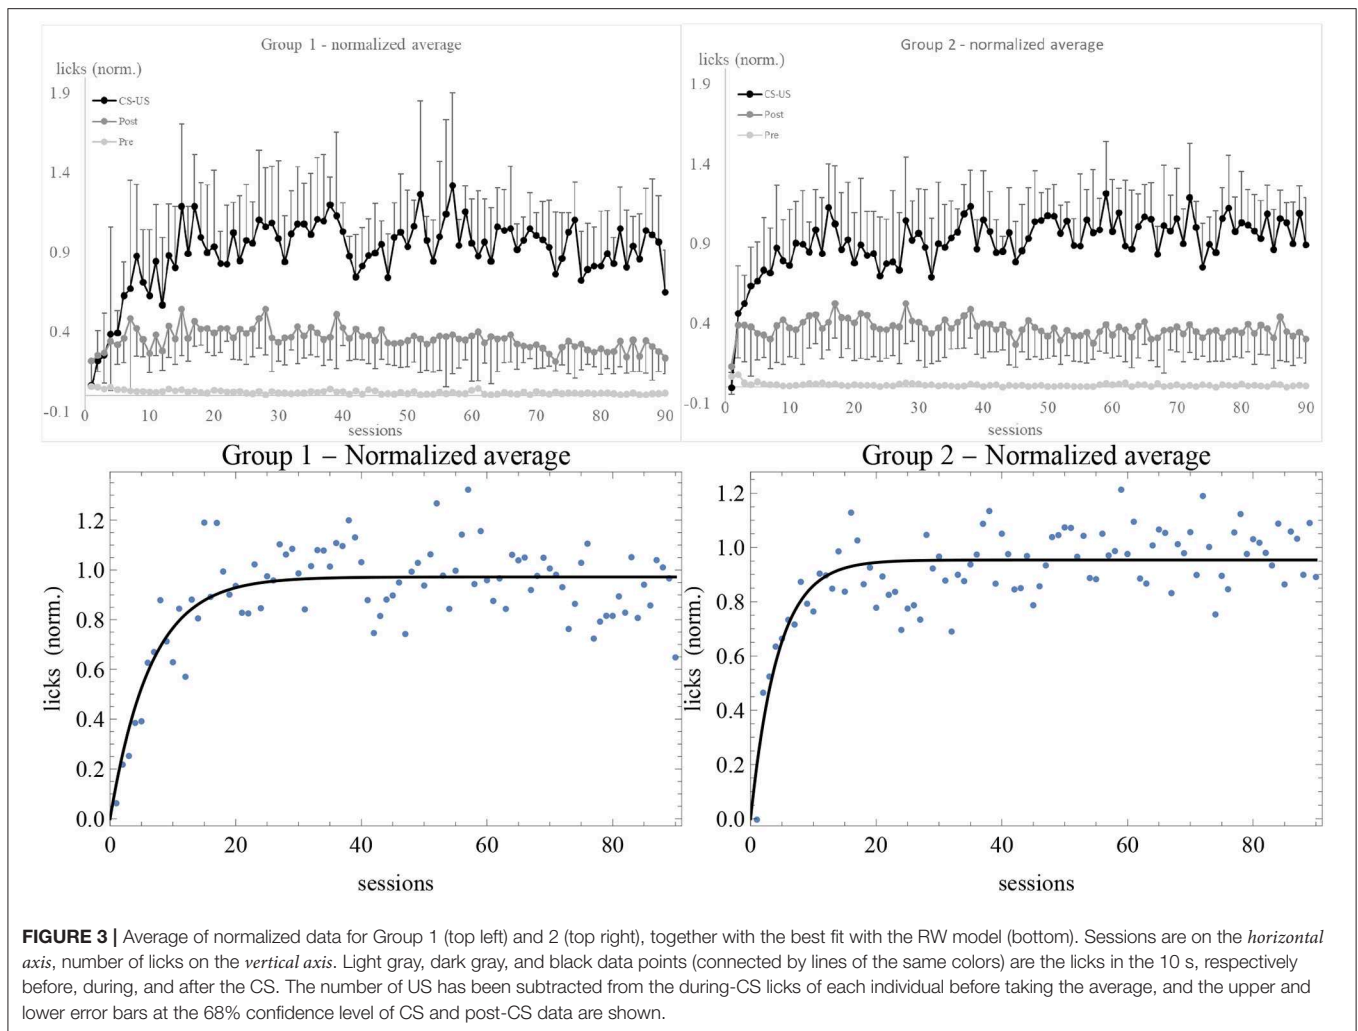 Group 1 - normalized average
licks (norm.)
1.9
1.4
0.9
0.4
-0.1
CS-US
Post
Pre
0 10 20 30 40 50 60 70 80 90
sessions
Group 2 - normalized average
licks (norm.)
1.9
1.4
0.9
0.4
-0.1
CS-US
Post
Pre
0 10 20 30 40 50 60 70 80 90
sessions
Group 1 – Normalized average
licks (norm.)
1.2
1.0
0.8
0.6
0.4
0.2
0.0
0 20 40 60 80
sessions
Group 2 – Normalized average
licks (norm.)
1.2
1.0
0.8
0.6
0.4
0.2
0.0
0 20 40 60 80
sessions
FIGURE 3 | Average of normalized data for Group 1 (top left) and 2 (top right), together with the best fit with the RW model (bottom). Sessions are on the horizontal
axis, number of licks on the vertical axis. Light gray, dark gray, and black data points (connected by lines of the same colors) are the licks in the 10 s, respectively
before, during, and after the CS. The number of US has been subtracted from the during-CS licks of each individual before taking the average, and the upper and
lower error bars at the 68% confidence level of CS and post-CS data are shown.